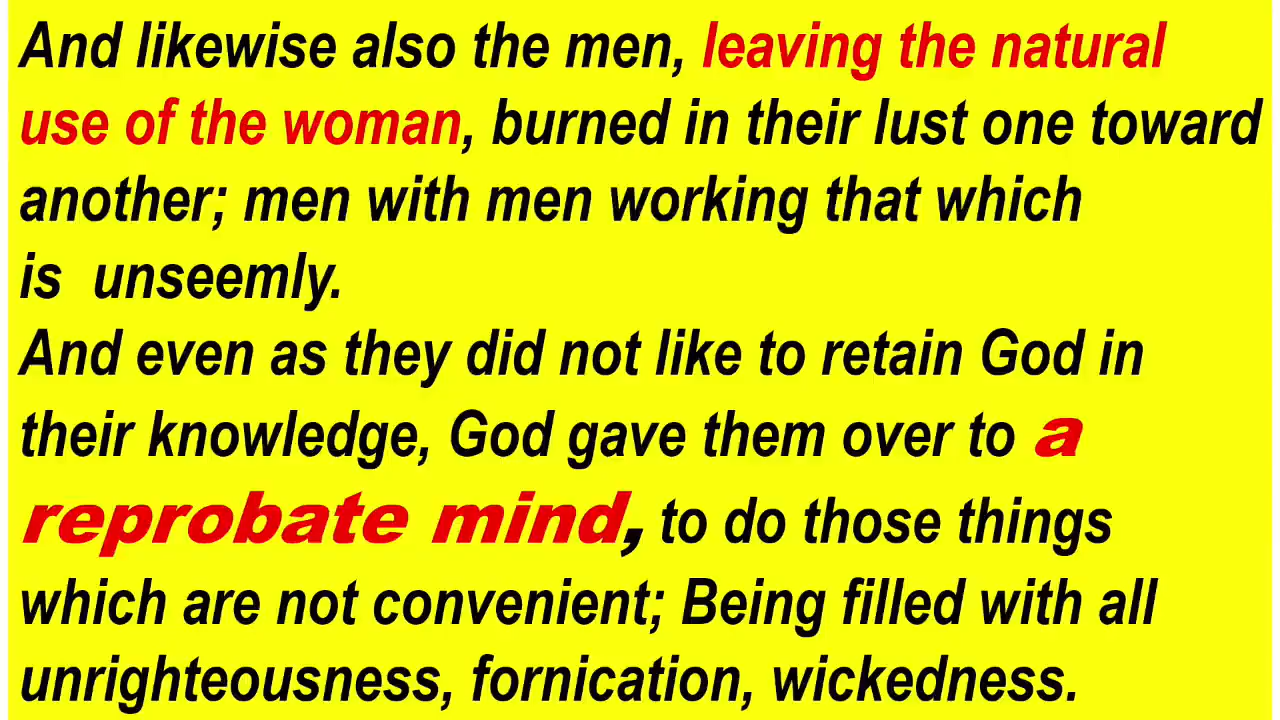 And likewise also the men, leaving the natural
use of the woman, burned in their lust one toward
another; men with men working that which
is  unseemly.
And even as they did not like to retain God in
their knowledge, God gave them over to a
reprobate mind, to do those things
which are not convenient; Being filled with all
unrighteousness, fornication, wickedness.